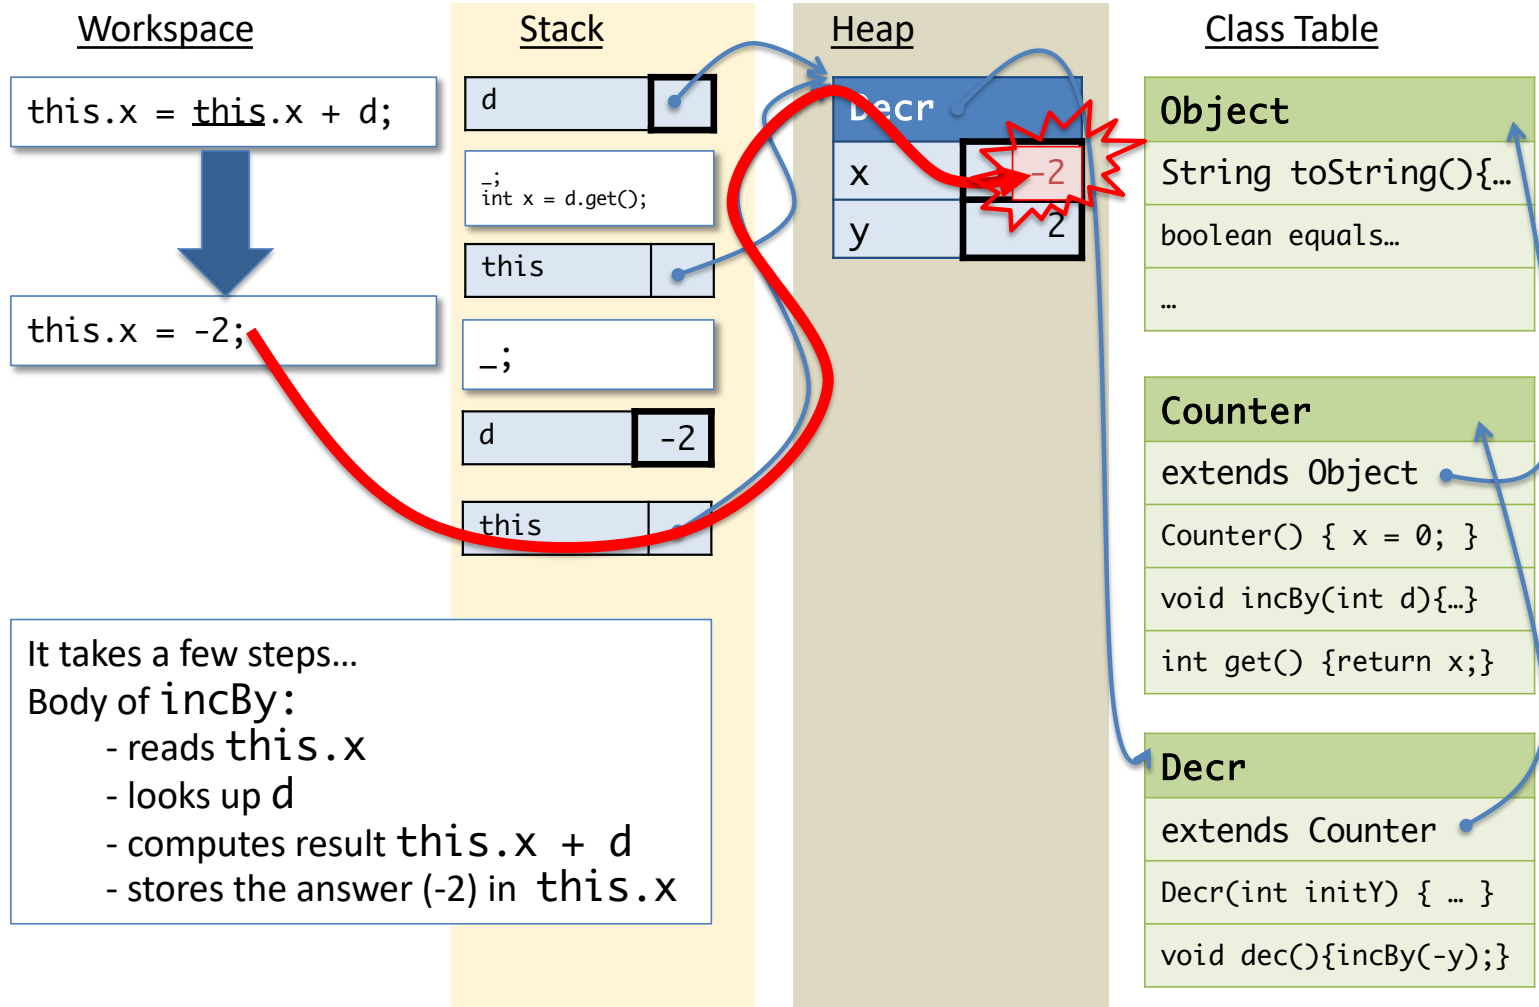 Workspace
this.x = this.x + d;
this.x = -2;
It takes a few steps…
Body of incBy:
- reads this.x
- looks up d
- computes result this.x + d
- stores the answer (-2) in this.x
Stack
d
_;
int x = d.get();
this
_;
d -2
this
Heap
Decr
x -2
y 2
Class Table
Object
String toString(){…
boolean equals…
…
Counter
extends Object
Counter() { x = 0; }
void incBy(int d){…}
int get() {return x;}
Decr
extends Counter
Decr(int initY) { … }
void dec(){incBy(-y);}